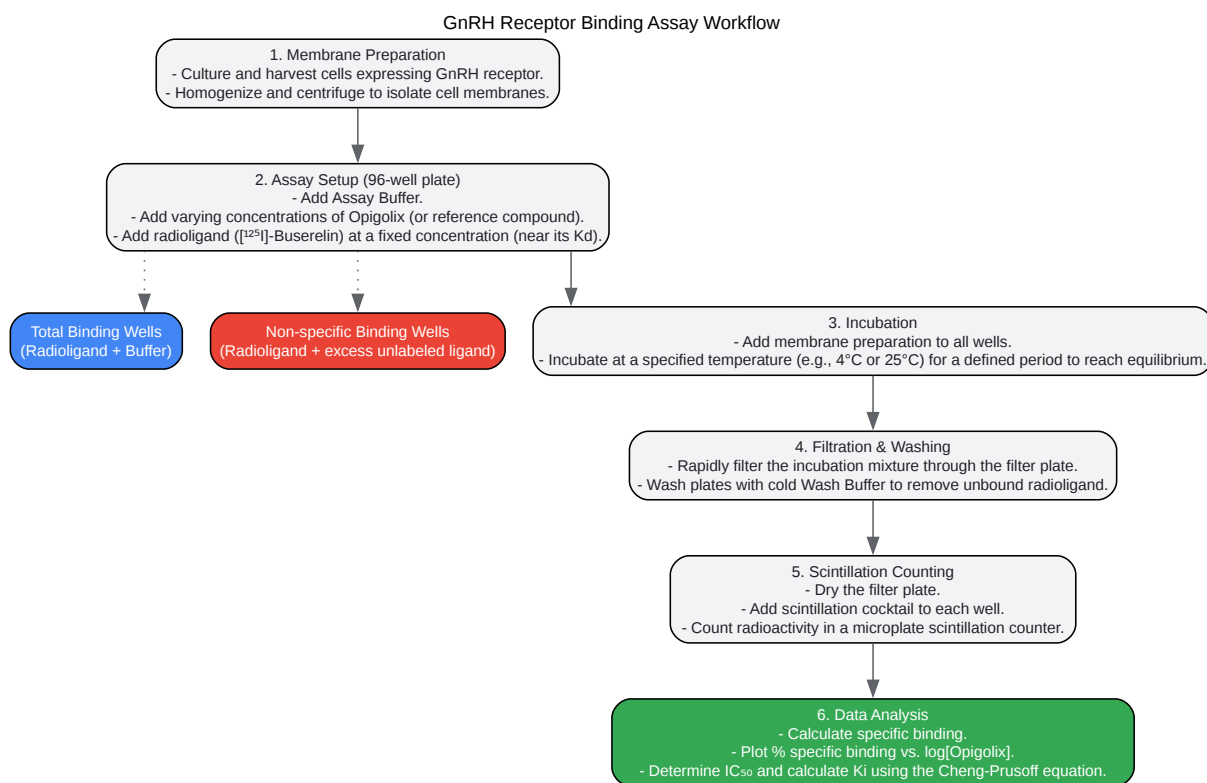 GnRH Receptor Binding Assay Workflow
1. Membrane Preparation
- Culture and harvest cells expressing GnRH receptor.
- Homogenize and centrifuge to isolate cell membranes.
2. Assay Setup (96-well plate)
- Add Assay Buffer.
- Add varying concentrations of Opigolix (or reference compound).
- Add radioligand ([¹²⁵I]-Buserelin) at a fixed concentration (near its Kd).
Total Binding Wells
(Radioligand + Buffer)
Non-specific Binding Wells
(Radioligand + excess unlabeled ligand)
3. Incubation
- Add membrane preparation to all wells.
- Incubate at a specified temperature (e.g., 4°C or 25°C) for a defined period to reach equilibrium.
4. Filtration & Washing
- Rapidly filter the incubation mixture through the filter plate.
- Wash plates with cold Wash Buffer to remove unbound radioligand.
5. Scintillation Counting
- Dry the filter plate.
- Add scintillation cocktail to each well.
- Count radioactivity in a microplate scintillation counter.
6. Data Analysis
- Calculate specific binding.
- Plot % specific binding vs. log[Opigolix].
- Determine IC₅₀ and calculate Ki using the Cheng-Prusoff equation.